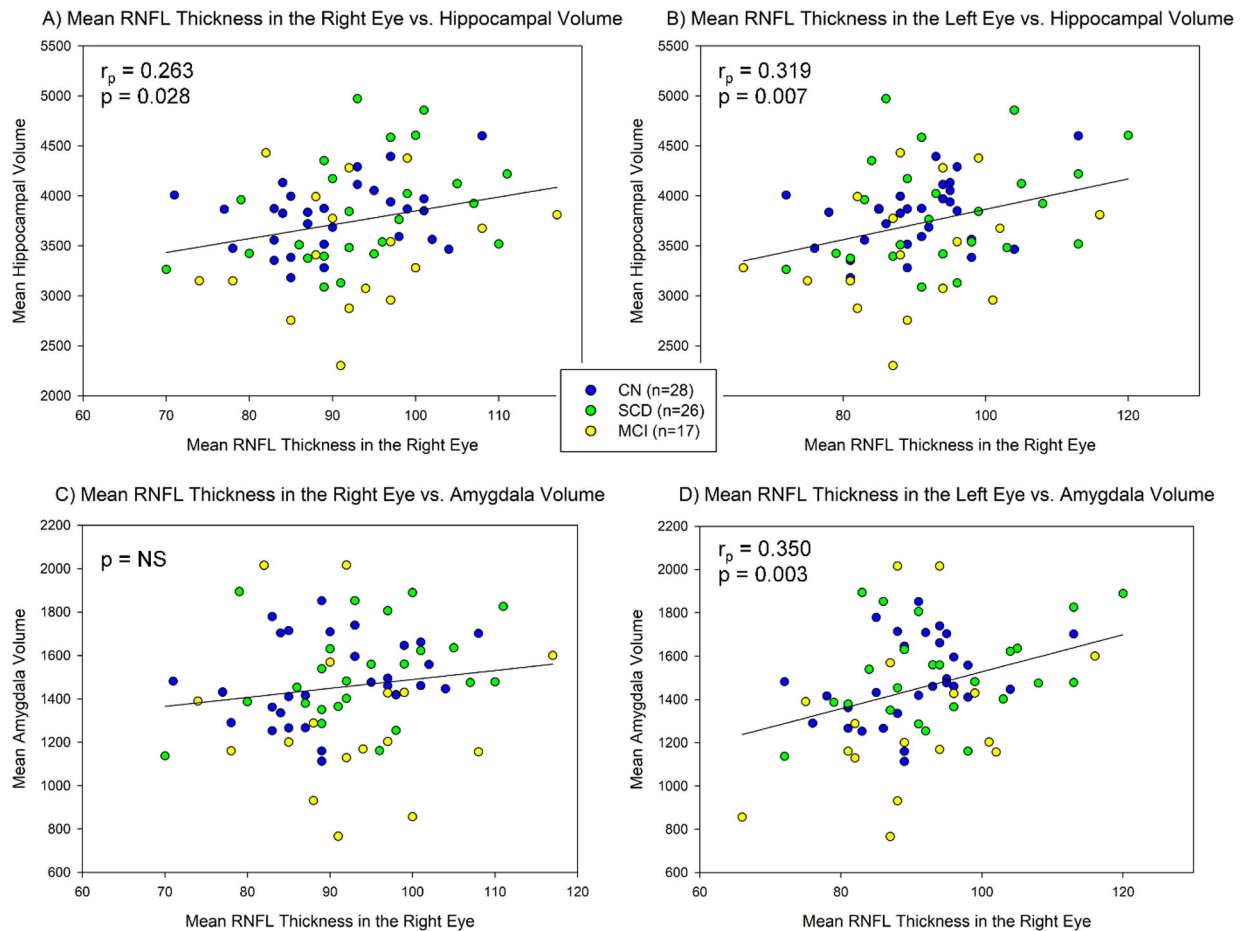 A) Mean RNFL Thickness in the Right Eye vs. Hippocampal Volume
5500
5000
4500
4000
3500
3000
2500
2000
Mean Hippocampal Volume
rp = 0.263
p = 0.028
60 70 80 90 100 110 120
Mean RNFL Thickness in the Right Eye
B) Mean RNFL Thickness in the Left Eye vs. Hippocampal Volume
5500
5000
4500
4000
3500
3000
2500
2000
Mean Hippocampal Volume
rp = 0.319
p = 0.007
80 100 120
Mean RNFL Thickness in the Right Eye
CN (n=28)
SCD (n=26)
MCI (n=17)
C) Mean RNFL Thickness in the Right Eye vs. Amygdala Volume
2200
2000
1800
1600
1400
1200
1000
800
600
Mean Amygdala Volume
p = NS
60 70 80 90 100 110 120
Mean RNFL Thickness in the Right Eye
D) Mean RNFL Thickness in the Left Eye vs. Amygdala Volume
2200
2000
1800
1600
1400
1200
1000
800
600
Mean Amygdala Volume
rp = 0.350
p = 0.003
60 80 100 120
Mean RNFL Thickness in the Right Eye